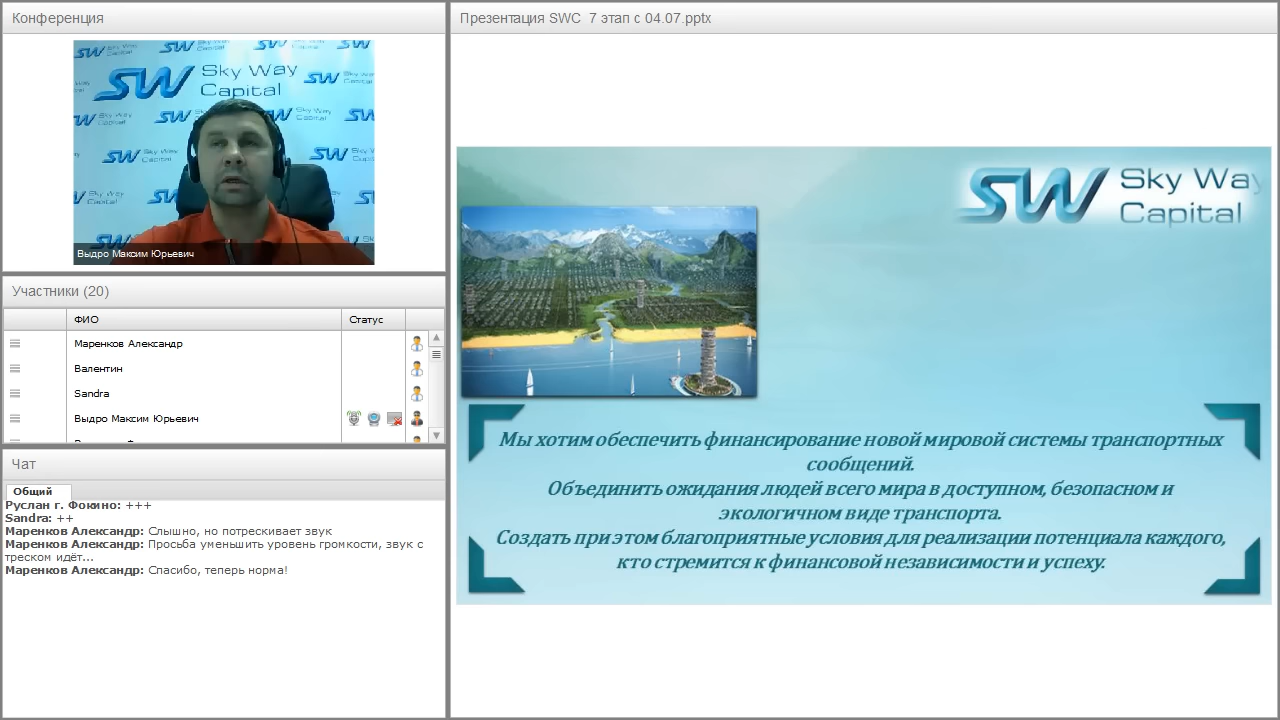 Конференция
SW Sky Way
Capital
Выдро Максим Юрьевич
Участники (20)
ФИО
Статус
Маренков Александр
Валентин
Sandra
Выдро Максим Юрьевич
Чат
Общий
Руслан г. Фокино: +++
Sandra: ++
Маренков Александр: Слышно, но потрескивает звук
Маренков Александр: Просьба уменьшить уровень громкости, звук с
треском идёт...
Маренков Александр: Спасибо, теперь норма!
Презентация SWC 7 этап с 04.07.pptx
SW Sky Way
Capital
Мы хотим обеспечить финансирование новой мировой системы транспортных
сообщений.
Объединить ожидания людей всего мира в доступном, безопасном и
экологичном виде транспорта.
Создать при этом благоприятные условия для реализации потенциала каждого,
кто стремится к финансовой независимости и успеху.